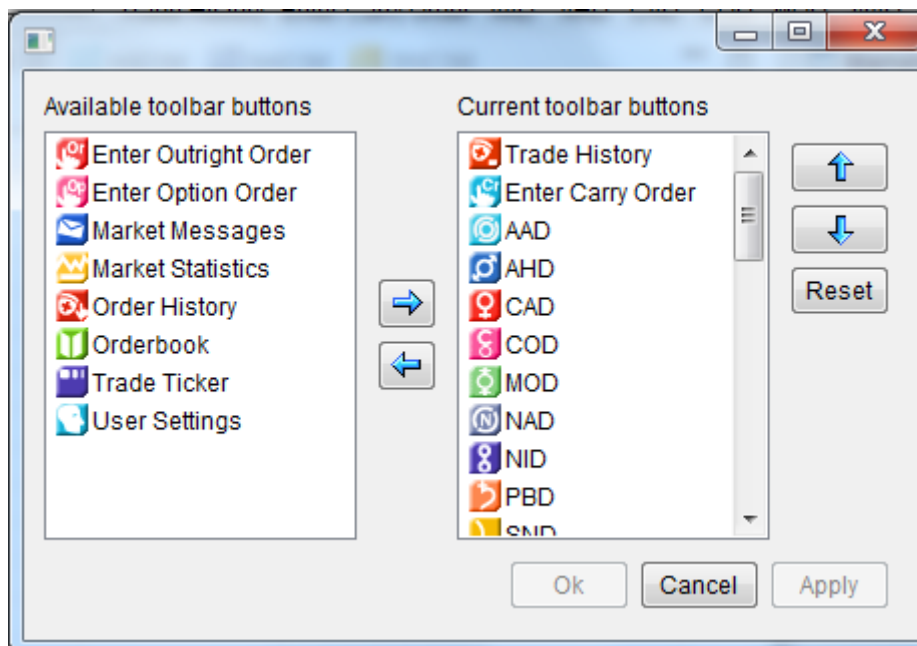 Available toolbar buttons
Enter Outright Order
Enter Option Order
Market Messages
Market Statistics
Order History
Orderbook
Trade Ticker
User Settings
Current toolbar buttons
Trade History
Enter Carry Order
AAD
AHD
CAD
COD
MOD
NAD
NID
PBD
SND
Reset
Ok
Cancel
Apply